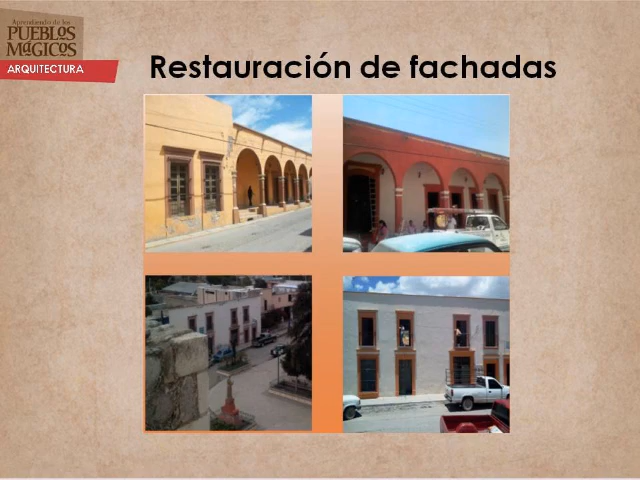 Aprendiendo de los
PUEBLOS
MáGICOS
ARQUITECTURA
Restauración de fachadas